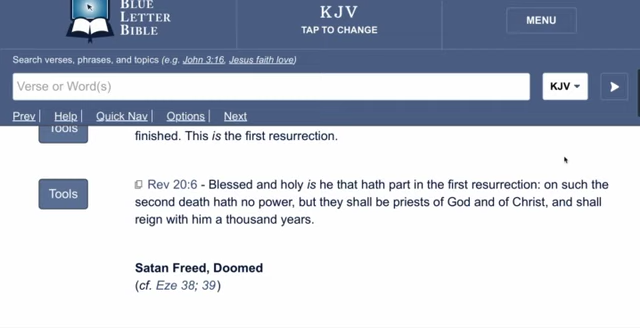 BLUE
LETTER
BIBLE
KJV
TAP TO CHANGE
MENU
Search verses, phrases, and topics (e.g. John 3:16, Jesus faith love)
Verse or Word(s)
KJV
Prev | Help | Quick Nav | Options | Next
Tools
finished. This is the first resurrection.
Tools
Rev 20:6 - Blessed and holy is he that hath part in the first resurrection: on such the
second death hath no power, but they shall be priests of God and of Christ, and shall
reign with him a thousand years.
Satan Freed, Doomed
(cf. Eze 38; 39)